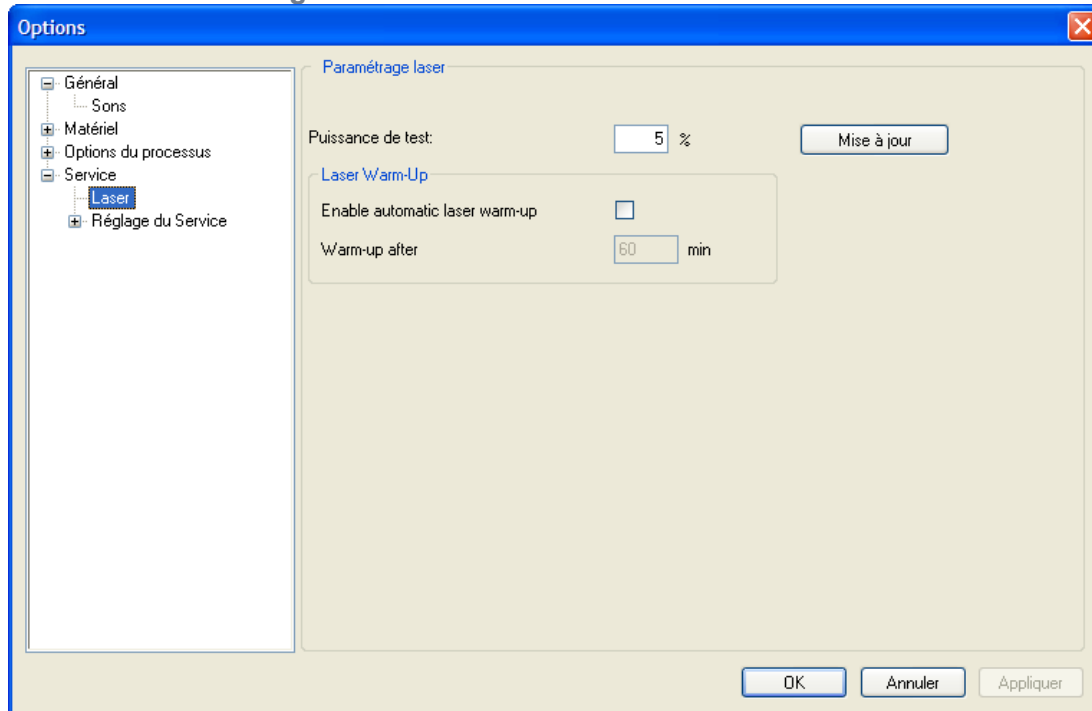 Options
Général
Sons
Matériel
Options du processus
Service
Laser
Réglage du Service
Paramétrage laser
Puissance de test: 5 % Mise à jour
Laser Warm-Up
Enable automatic laser warm-up
Warm-up after 60 min
OK Annuler Appliquer